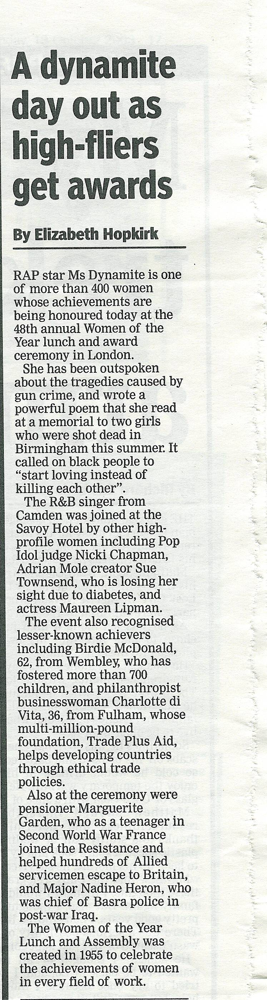 A dynamite
day out as
high-fliers
get awards
By Elizabeth Hopkirk
RAP star Ms Dynamite is one
of more than 400 women
whose achievements are
being honoured today at the
48th annual Women of the
Year lunch and award
ceremony in London.
She has been outspoken
about the tragedies caused by
gun crime, and wrote a
powerful poem that she read
at a memorial to two girls
who were shot dead in
Birmingham this summer. It
called on black people to
“start loving instead of
killing each other”.
The R&B singer from
Camden was joined at the
Savoy Hotel by other high-
profile women including Pop
Idol judge Nicki Chapman,
Adrian Mole creator Sue
Townsend, who is losing her
sight due to diabetes, and
actress Maureen Lipman.
The event also recognised
lesser-known achievers
including Birdie McDonald,
62, from Wembley, who has
fostered more than 700
children, and philanthropist
businesswoman Charlotte di
Vita, 36, from Fulham, whose
multi-million-pound
foundation, Trade Plus Aid,
helps developing countries
through ethical trade
policies.
Also at the ceremony were
pensioner Marguerite
Garden, who as a teenager in
Second World War France
joined the Resistance and
helped hundreds of Allied
servicemen escape to Britain,
and Major Nadine Heron, who
was chief of Basra police in
post-war Iraq.
The Women of the Year
Lunch and Assembly was
created in 1955 to celebrate
the achievements of women
in every field of work.